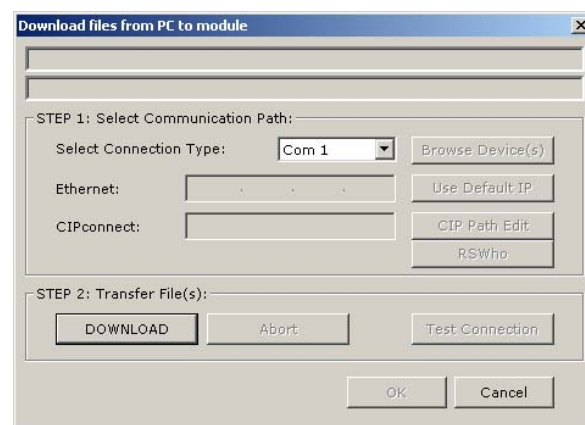 Download files from PC to module
STEP 1: Select Communication Path:
Select Connection Type: Com 1 Browse Device(s)
Ethernet: . . . Use Default IP
CIPconnect: CIP Path Edit
RSWho
STEP 2: Transfer File(s):
DOWNLOAD Abort Test Connection
OK Cancel